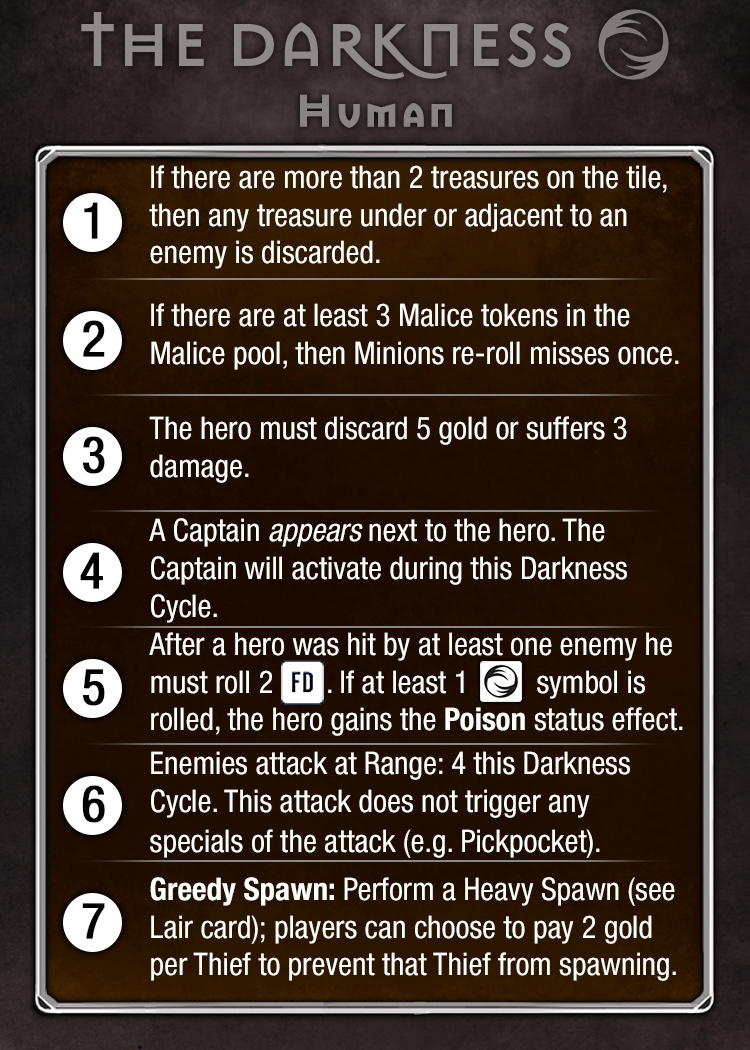 THE DARKNESS
HUMAN
1
If there are more than 2 treasures on the tile,
then any treasure under or adjacent to an
enemy is discarded.
2
If there are at least 3 Malice tokens in the
Malice pool, then Minions re-roll misses once.
3
The hero must discard 5 gold or suffers 3
damage.
4
A Captain appears next to the hero. The
Captain will activate during this Darkness
Cycle.
5
After a hero was hit by at least one enemy he
must roll 2 FD. If at least 1 symbol is
rolled, the hero gains the Poison status effect.
6
Enemies attack at Range: 4 this Darkness
Cycle. This attack does not trigger any
specials of the attack (e.g. Pickpocket).
7
Greedy Spawn: Perform a Heavy Spawn (see
Lair card); players can choose to pay 2 gold
per Thief to prevent that Thief from spawning.